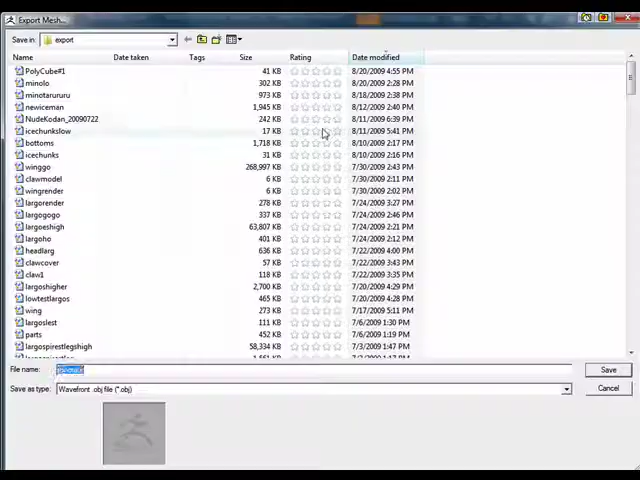 Export Mesh...
Save in: export
Name Date taken Tags Size Rating Date modified
PolyCube#1 41 KB 8/20/2009 4:55 PM
minolo 302 KB 8/20/2009 2:28 PM
minotarururu 973 KB 8/18/2009 2:38 PM
newiceman 1,945 KB 8/12/2009 2:40 PM
NudeKodan_20090722 242 KB 8/11/2009 6:39 PM
icechunkslow 17 KB 8/11/2009 5:41 PM
bottoms 1,718 KB 8/10/2009 2:17 PM
icechunks 31 KB 8/10/2009 2:16 PM
winggo 268,997 KB 7/30/2009 2:43 PM
clawmodel 6 KB 7/30/2009 2:11 PM
wingrender 6 KB 7/30/2009 2:02 PM
largorender 278 KB 7/24/2009 3:27 PM
largogogo 337 KB 7/24/2009 2:46 PM
largoeshigh 63,807 KB 7/24/2009 2:21 PM
largoho 401 KB 7/24/2009 2:12 PM
headlarg 636 KB 7/22/2009 4:00 PM
clawcover 57 KB 7/22/2009 3:43 PM
claw1 118 KB 7/22/2009 3:35 PM
largoshigher 2,700 KB 7/20/2009 4:29 PM
lowtestlargos 465 KB 7/20/2009 4:28 PM
wing 273 KB 7/17/2009 5:11 PM
largoslest 111 KB 7/6/2009 1:30 PM
parts 452 KB 7/6/2009 1:19 PM
largospirestlegshigh 58,334 KB 7/3/2009 1:47 PM
File name:
Save
Save as type: Wavefront .obj file (*.obj)
Cancel